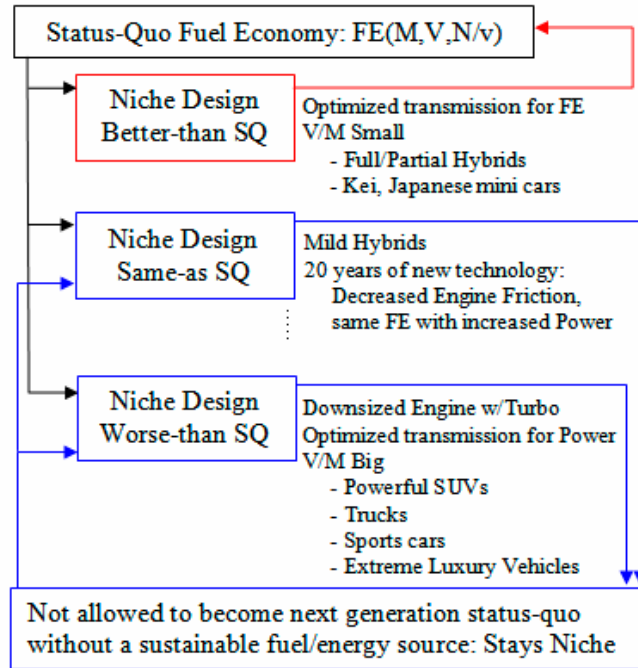 Status-Quo Fuel Economy: FE(M,V,N/v)
Niche Design
Better-than SQ
Optimized transmission for FE
V/M Small
- Full/Partial Hybrids
- Kei, Japanese mini cars
Niche Design
Same-as SQ
Mild Hybrids
20 years of new technology:
Decreased Engine Friction,
same FE with increased Power
Niche Design
Worse-than SQ
Downsized Engine w/Turbo
Optimized transmission for Power
V/M Big
- Powerful SUVs
- Trucks
- Sports cars
- Extreme Luxury Vehicles
Not allowed to become next generation status-quo
without a sustainable fuel/energy source: Stays Niche